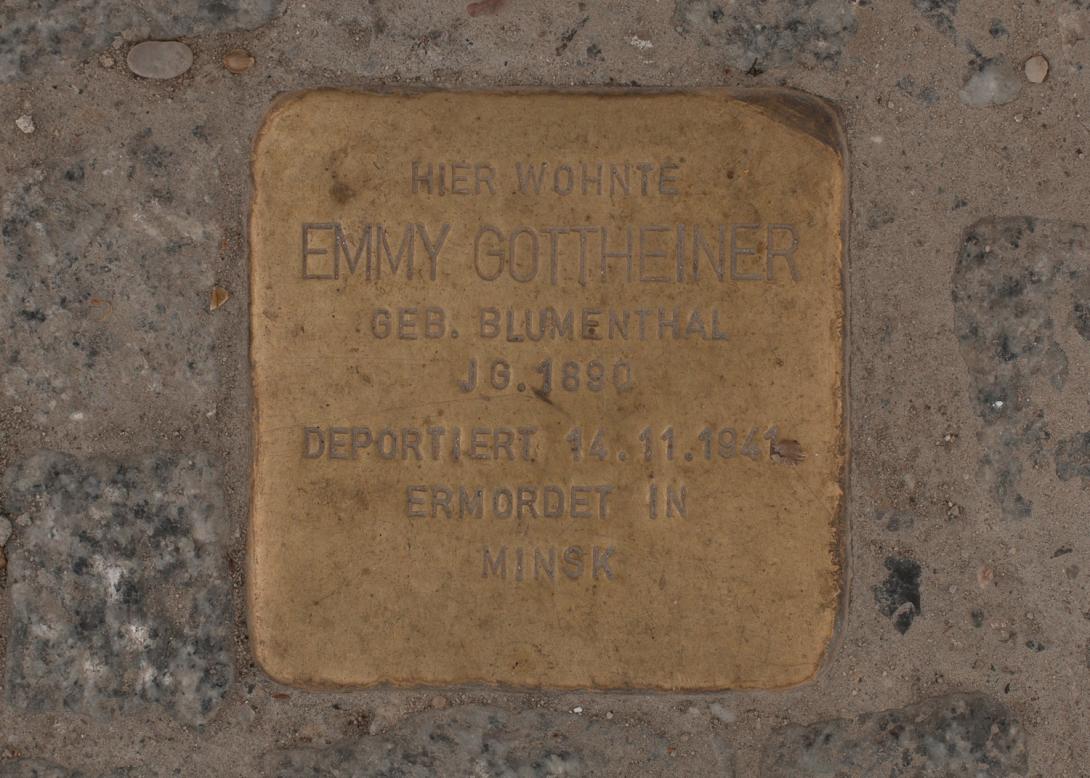 HIER WOHNTE
EMMY GOTTHEINER
GEB. BLUMENTHAL
JG. 1890
DEPORTIERT 14.11.1941
ERMORDET IN
MINSK